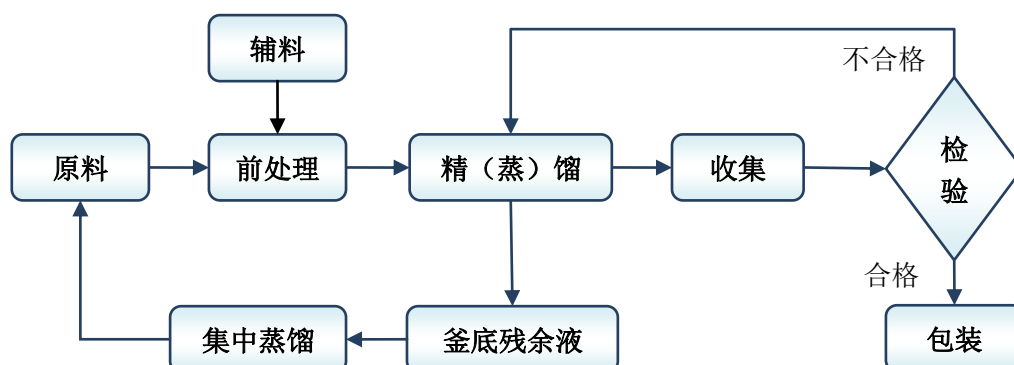 辅料
不合格
原料
前处理
精（蒸）馏
收集
检
验
合格
集中蒸馏
釜底残余液
包装